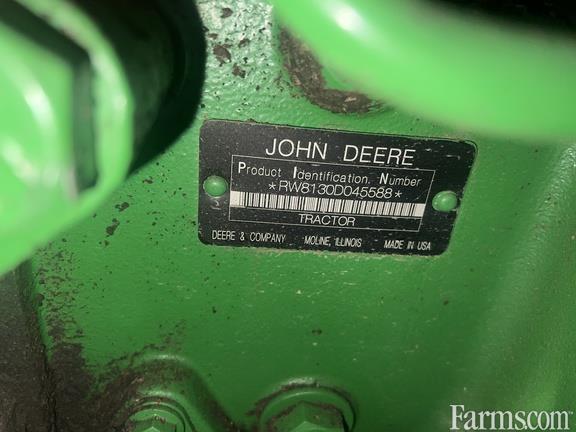 JOHN DEERE
Product Identification Number
*RW8130D045588*
TRACTOR
DEERE & COMPANY MOLINE, ILLINOIS MADE IN USA
Farms.com